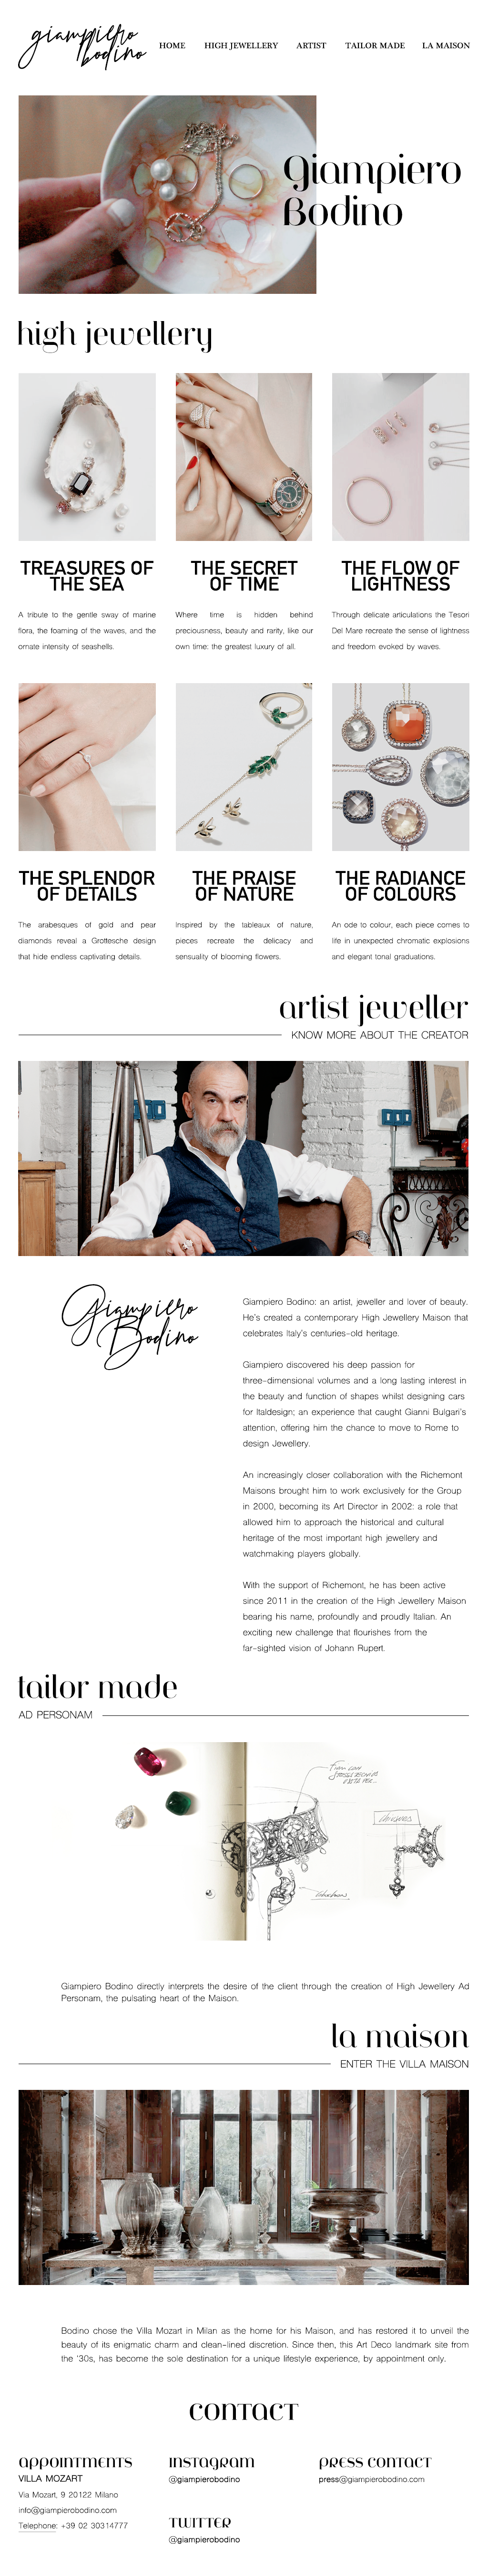 giampiero
bodino
HOME HIGH JEWELLERY ARTIST TAILOR MADE LA MAISON
Giampiero
Bodino
high jewellery
TREASURES OF
THE SEA
A tribute to the gentle sway of marine
flora, the foaming of the waves, and the
ornate intensity of seashells.
THE SECRET
OF TIME
Where time is hidden behind
preciousness, beauty and rarity, like our
own time: the greatest luxury of all.
THE FLOW OF
LIGHTNESS
Through delicate articulations the Tesori
Del Mare recreate the sense of lightness
and freedom evoked by waves.
THE SPLENDOR
OF DETAILS
The arabesques of gold and pear
diamonds reveal a Grottesche design
that hide endless captivating details.
THE PRAISE
OF NATURE
Inspired by the tableaux of nature,
pieces recreate the delicacy and
sensuality of blooming flowers.
THE RADIANCE
OF COLOURS
An ode to colour, each piece comes to
life in unexpected chromatic explosions
and elegant tonal graduations.
artist jeweller
KNOW MORE ABOUT THE CREATOR
Giampiero
Bodino
Giampiero Bodino: an artist, jeweller and lover of beauty.
He's created a contemporary High Jewellery Maison that
celebrates Italy's centuries-old heritage.
Giampiero discovered his deep passion for
three-dimensional volumes and a long lasting interest in
the beauty and function of shapes whilst designing cars
for Italdesign; an experience that caught Gianni Bulgari's
attention, offering him the chance to move to Rome to
design Jewellery.
An increasingly closer collaboration with the Richemont
Maisons brought him to work exclusively for the Group
in 2000, becoming its Art Director in 2002: a role that
allowed him to approach the historical and cultural
heritage of the most important high jewellery and
watchmaking players globally.
With the support of Richemont, he has been active
since 2011 in the creation of the High Jewellery Maison
bearing his name, profoundly and proudly Italian. An
exciting new challenge that flourishes from the
far-sighted vision of Johann Rupert.
tailor made
AD PERSONAM
Giampiero Bodino directly interprets the desire of the client through the creation of High Jewellery Ad
Personam, the pulsating heart of the Maison.
la maison
ENTER THE VILLA MAISON
Bodino chose the Villa Mozart in Milan as the home for his Maison, and has restored it to unveil the
beauty of its enigmatic charm and clean-lined discretion. Since then, this Art Deco landmark site from
the '30s, has become the sole destination for a unique lifestyle experience, by appointment only.
CONTACT
APPOINTMENTS
VILLA MOZART
Via Mozart, 9 20122 Milano
info@giampierobodino.com
Telephone: +39 02 30314777
INSTAGRAM
@giampierobodino
TWITTER
@giampierobodino
PRESS CONTACT
press@giampierobodino.com